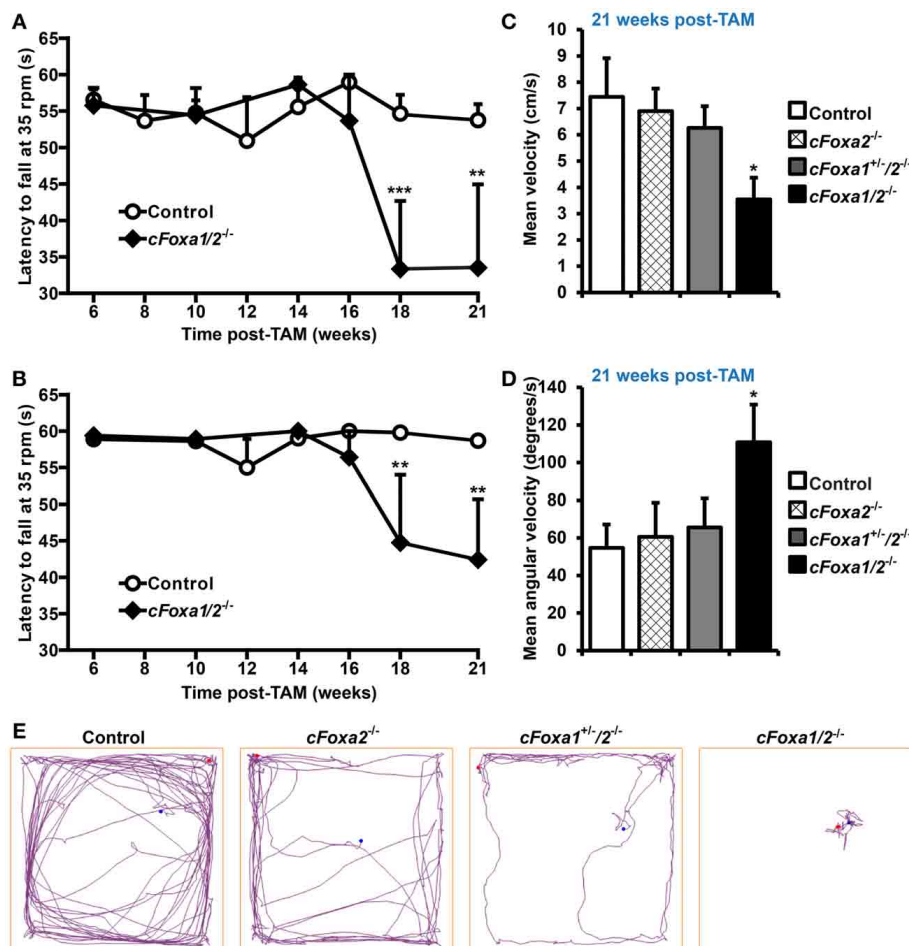 A
Latency to fall at 35 rpm (s)
65
60
55
50
45
40
35
30
***
**
Control
cFoxa1/2-/-
6 8 10 12 14 16 18 21
Time post-TAM (weeks)
B
Latency to fall at 35 rpm (s)
65
60
55
50
45
40
35
30
**
**
Control
cFoxa1/2-/-
6 8 10 12 14 16 18 21
Time post-TAM (weeks)
C
21 weeks post-TAM
Mean velocity (cm/s)
10
9
8
7
6
5
4
3
2
1
0
*
Control
cFoxa2-/-
cFoxa1+/-/2-/-
cFoxa1/2-/-
D
21 weeks post-TAM
Mean angular velocity (degrees/s)
140
120
100
80
60
40
20
0
*
Control
cFoxa2-/-
cFoxa1+/-/2-/-
cFoxa1/2-/-
E
Control
cFoxa2-/-
cFoxa1+/-/2-/-
cFoxa1/2-/-